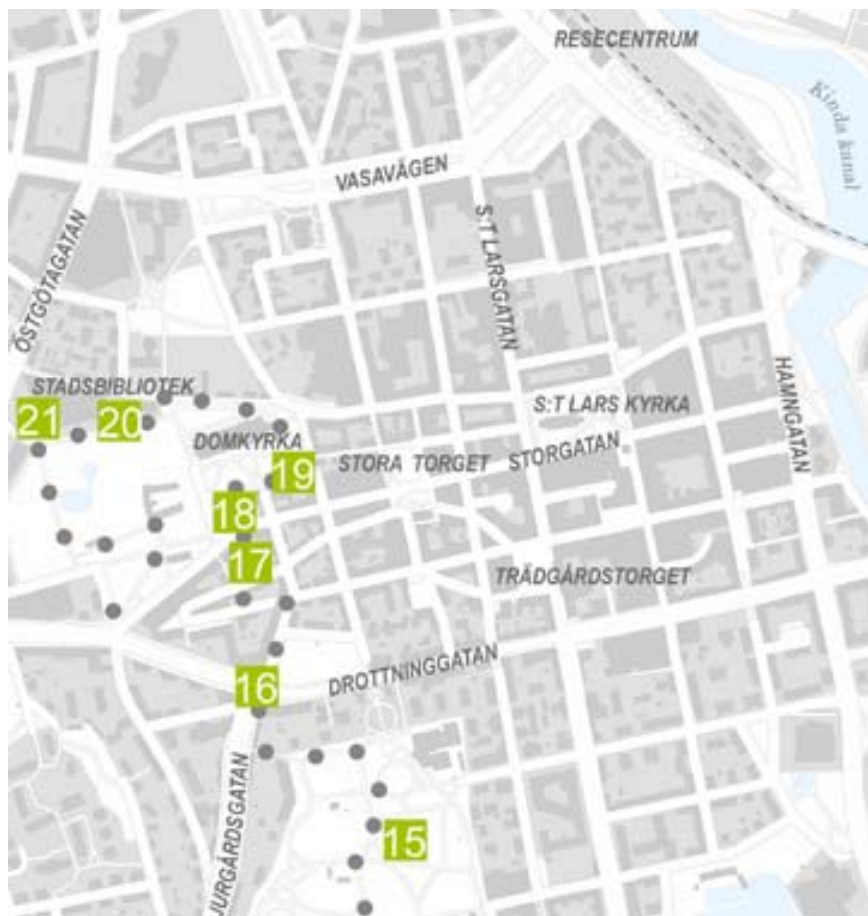 RESECENTRUM
Kinda kanal
VASAVÄGEN
S:T LARSGATAN
ÖSTGÖTAGATAN
HAMNGATAN
STADSBIBLIOTEK
S:T LARS KYRKA
21
20
DOMKYRKA
STORA TORGET
STORGATAN
19
18
17
TRÄDGÅRDSTORGET
DROTTNINGGATAN
16
JURGÅRDSGATAN
15